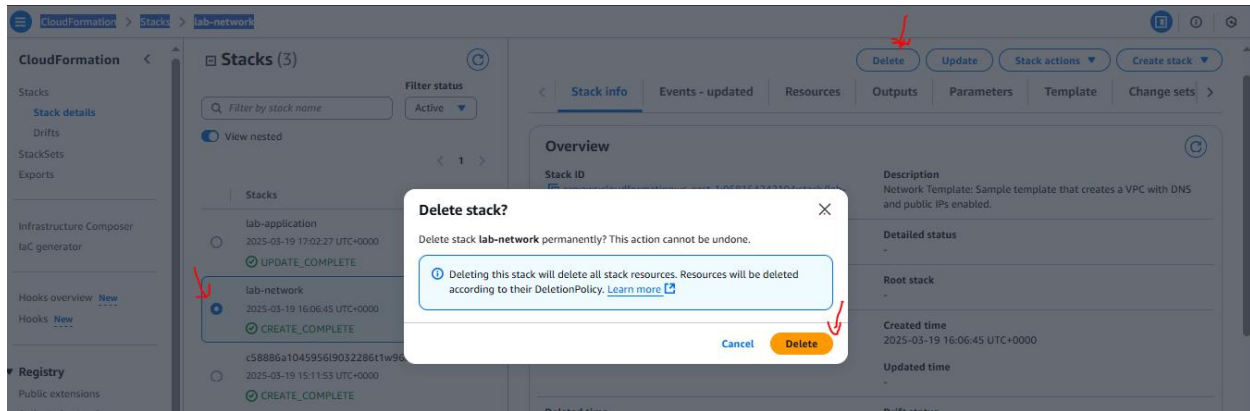 CloudFormation > Stacks > lab-network
CloudFormation
Stacks
Stack details
Drifts
StackSets
Exports
Infrastructure Composer
IaC generator
Hooks overview New
Hooks New
Registry
Public extensions
Stacks (3)
Filter status
Filter by stack name
Active
View nested
1
Stacks
lab-application
2025-03-19 17:02:27 UTC+0000
UPDATE_COMPLETE
lab-network
2025-03-19 16:06:45 UTC+0000
CREATE_COMPLETE
2025-03-19 15:11:53 UTC+0000
CREATE_COMPLETE
Delete Update Stack actions Create stack
Stack info Events - updated Resources Outputs Parameters Template Change sets
Overview
Stack ID
Description
Network Template: Sample template that creates a VPC with DNS
and public IPs enabled.
Detailed status
-
Root stack
-
Created time
2025-03-19 16:06:45 UTC+0000
Updated time
-
Delete stack?
Delete stack lab-network permanently? This action cannot be undone.
Deleting this stack will delete all stack resources. Resources will be deleted
according to their DeletionPolicy. Learn more
Cancel Delete